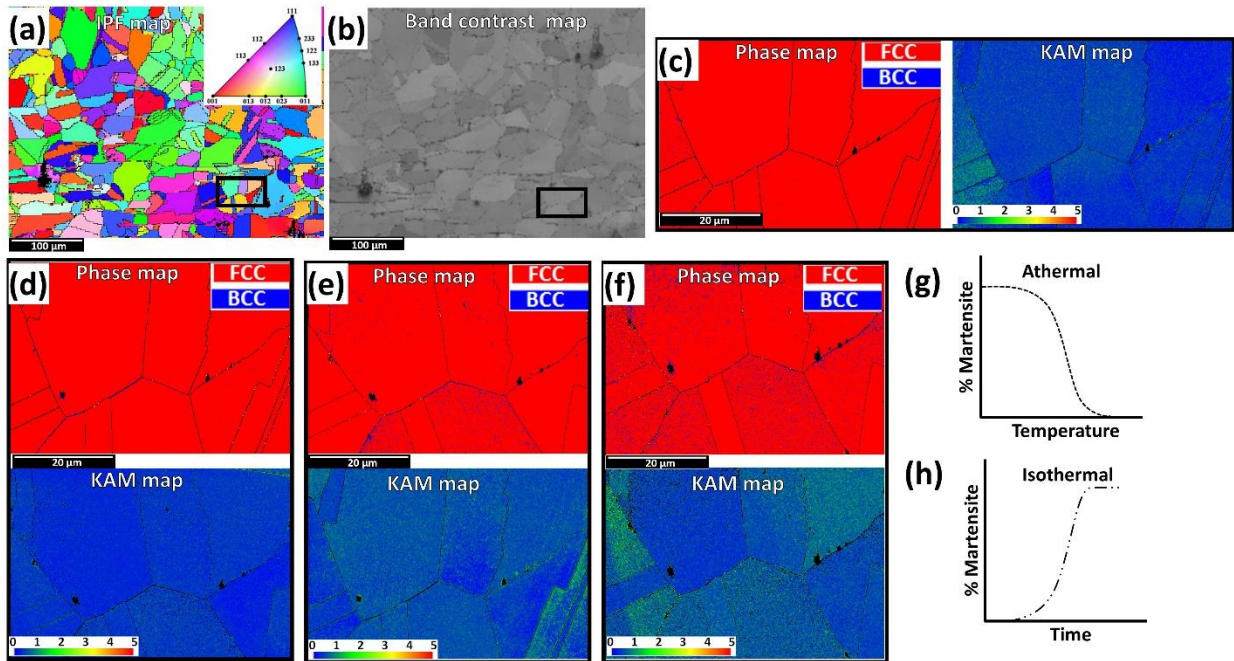 (a)
IPF map
111
112
233
122
133
113
123
001
013 012 023
011
100 µm
(b)
Band contrast map
100 µm
(c)
Phase map
FCC
BCC
20 µm
KAM map
0 1 2 3 4 5
(d)
Phase map
FCC
BCC
20 µm
KAM map
0 1 2 3 4 5
(e)
Phase map
FCC
BCC
20 µm
KAM map
0 1 2 3 4 5
(f)
Phase map
FCC
BCC
20 µm
KAM map
0 1 2 3 4 5
(g)
Athermal
% Martensite
Temperature
(h)
Isothermal
% Martensite
Time